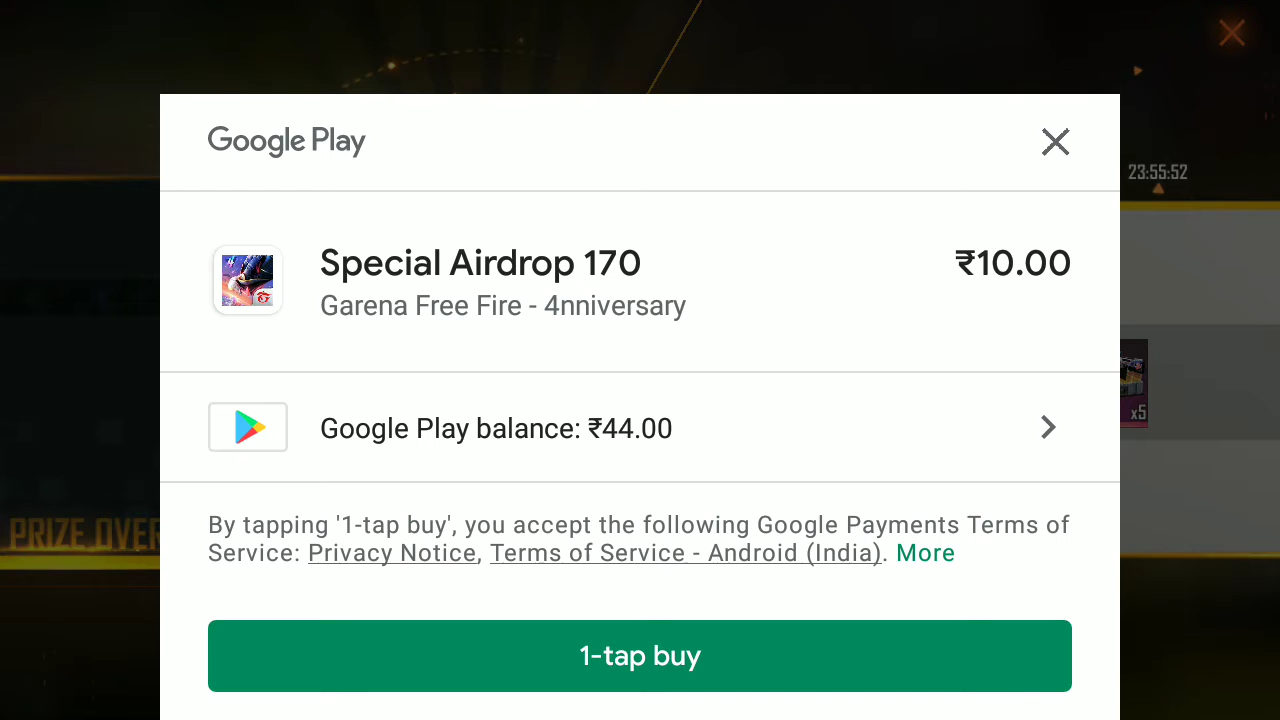 Google Play
23:55:52
Special Airdrop 170
₹10.00
Garena Free Fire - 4nniversary
Google Play balance: ₹44.00
x5
By tapping '1-tap buy', you accept the following Google Payments Terms of
Service: Privacy Notice, Terms of Service - Android (India). More
PRIZE OVER
1-tap buy